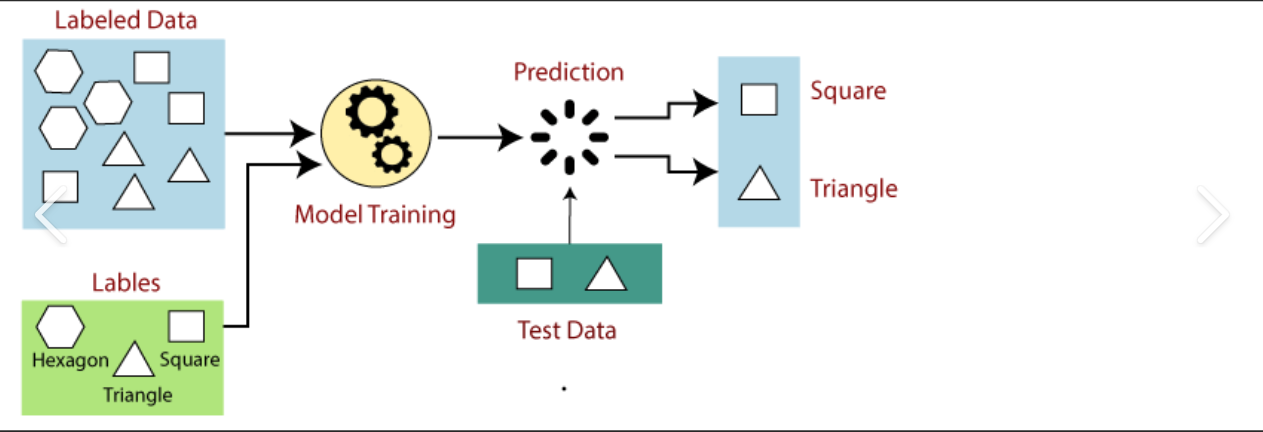 Labeled Data
Prediction
Square
Triangle
Model Training
Lables
Hexagon
Square
Triangle
Test Data